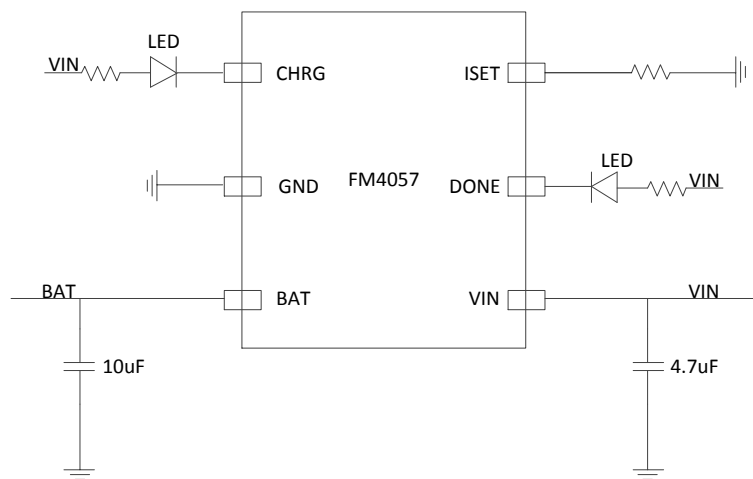 LED
VIN
CHRG
ISET
GND
FM4057
DONE
LED
VIN
BAT
BAT
VIN
VIN
10uF
4.7uF